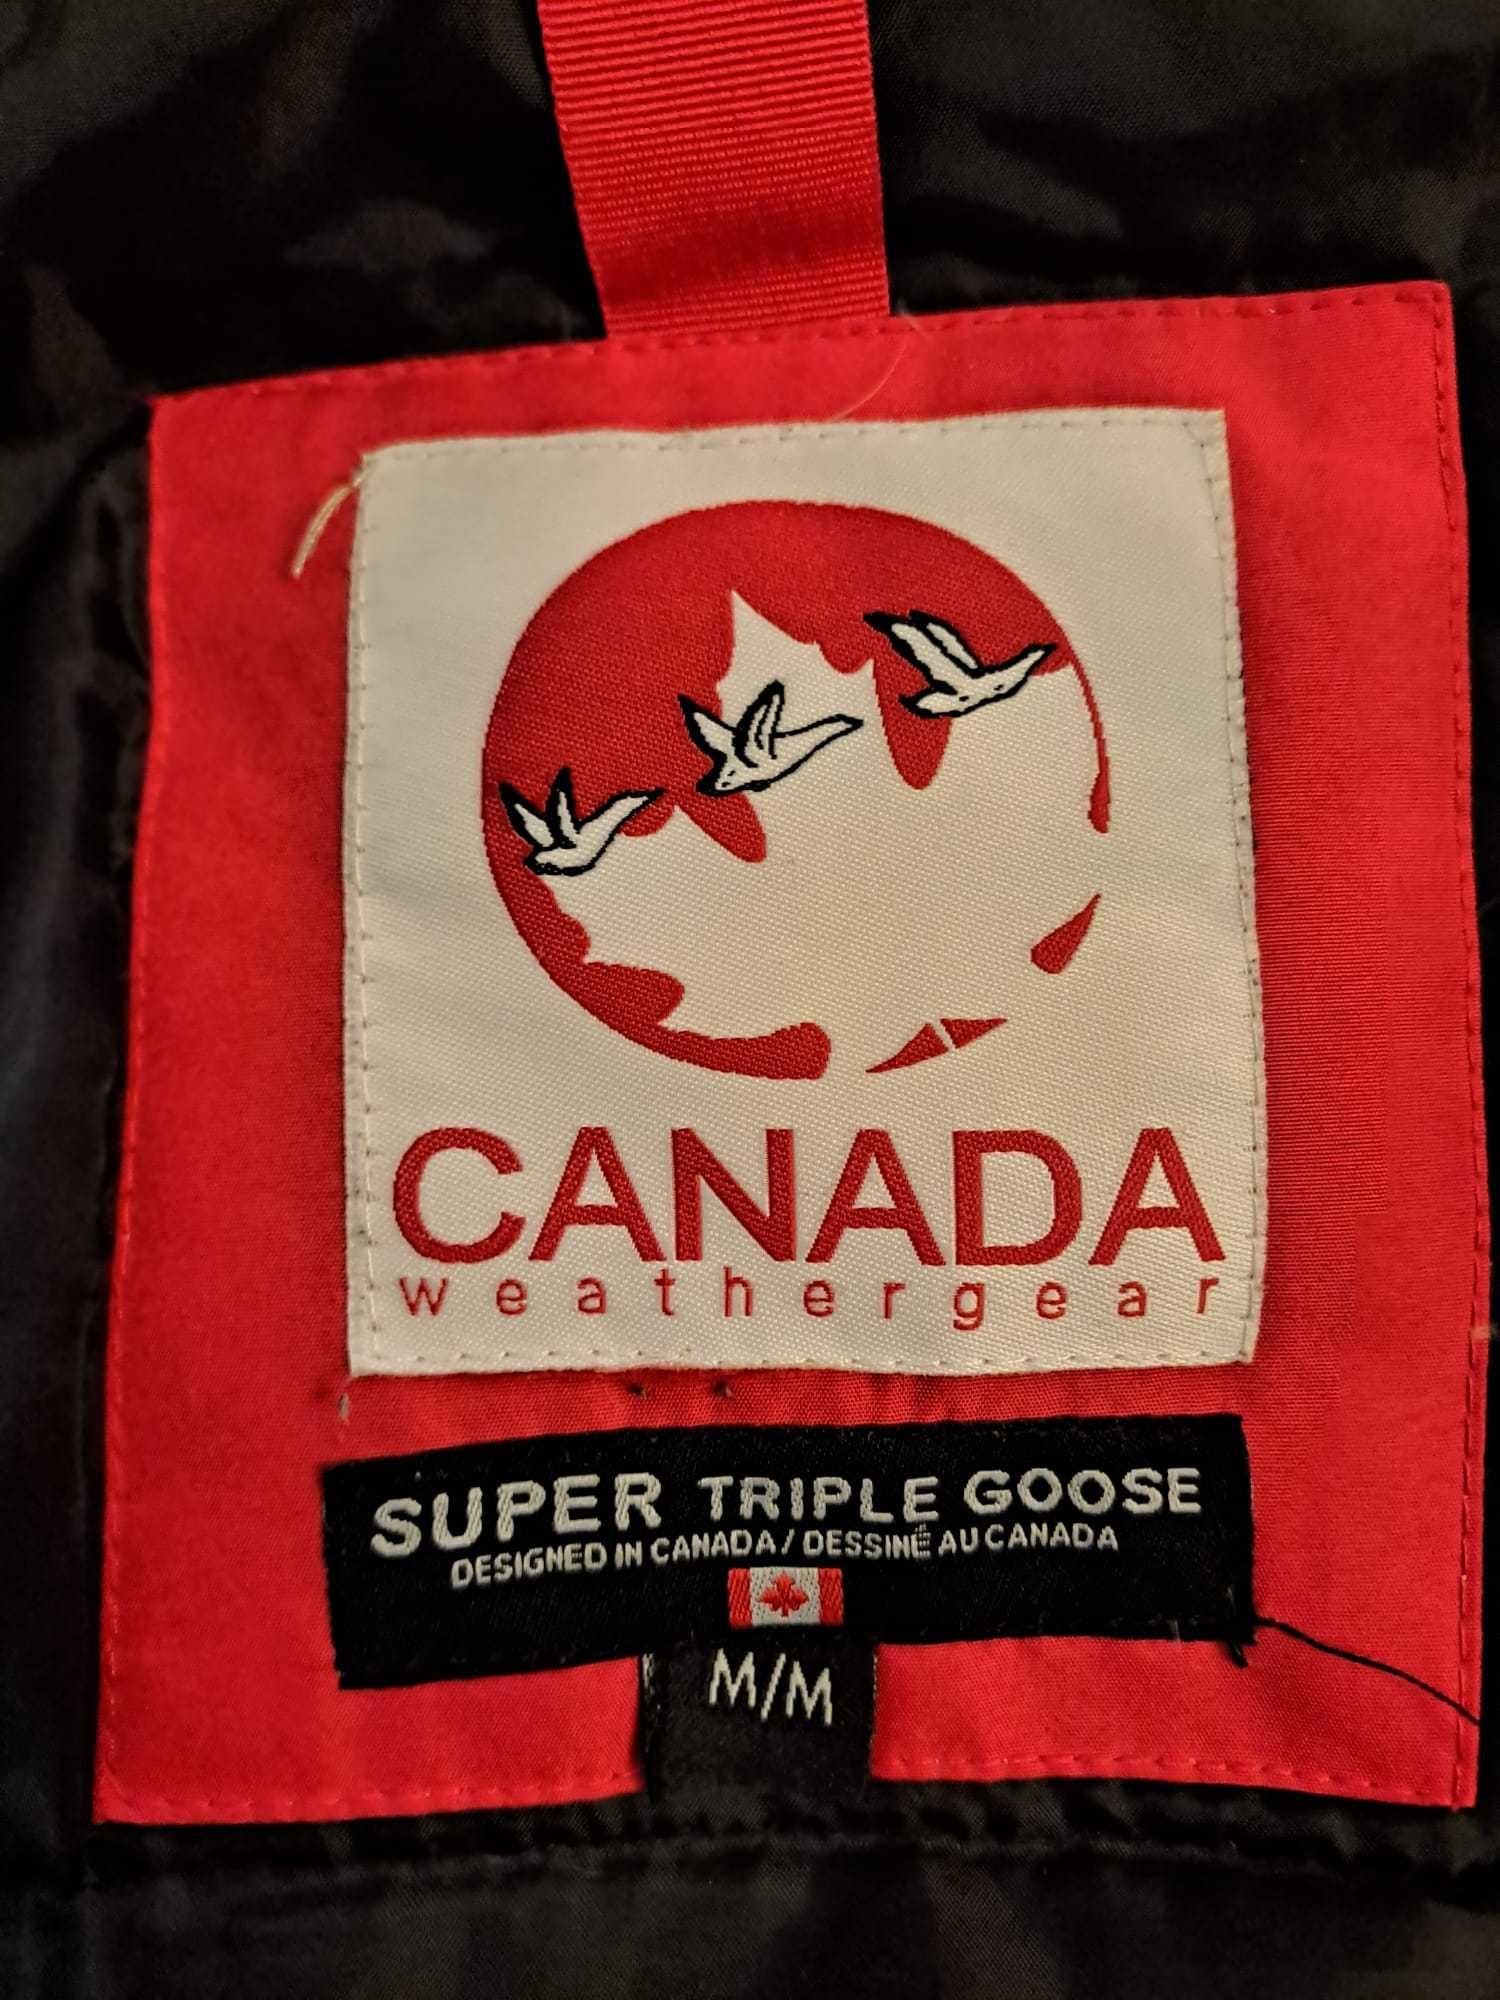 CANADA
weathergear
SUPER TRIPLE GOOSE
DESIGNED IN CANADA / DESSINÉ AU CANADA
M/M